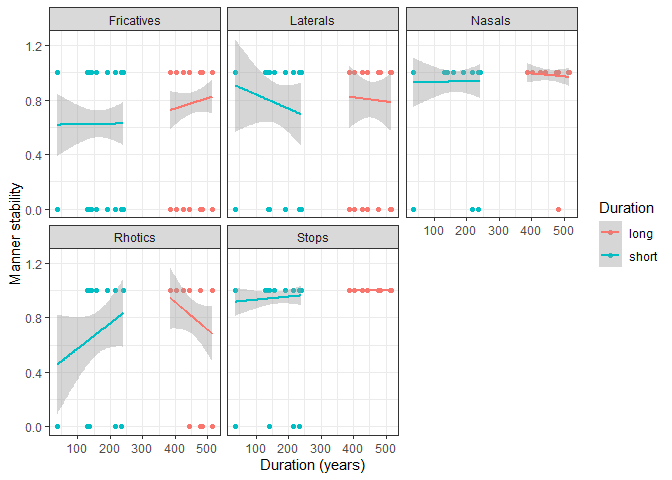 Fricatives Laterals Nasals
1.2
0.8
0.4
0.0
100 200 300 400 500
Rhotics Stops
1.2
0.8
0.4
0.0
100 200 300 400 500 100 200 300 400 500
Duration (years)
Manner stability
Duration
long
short